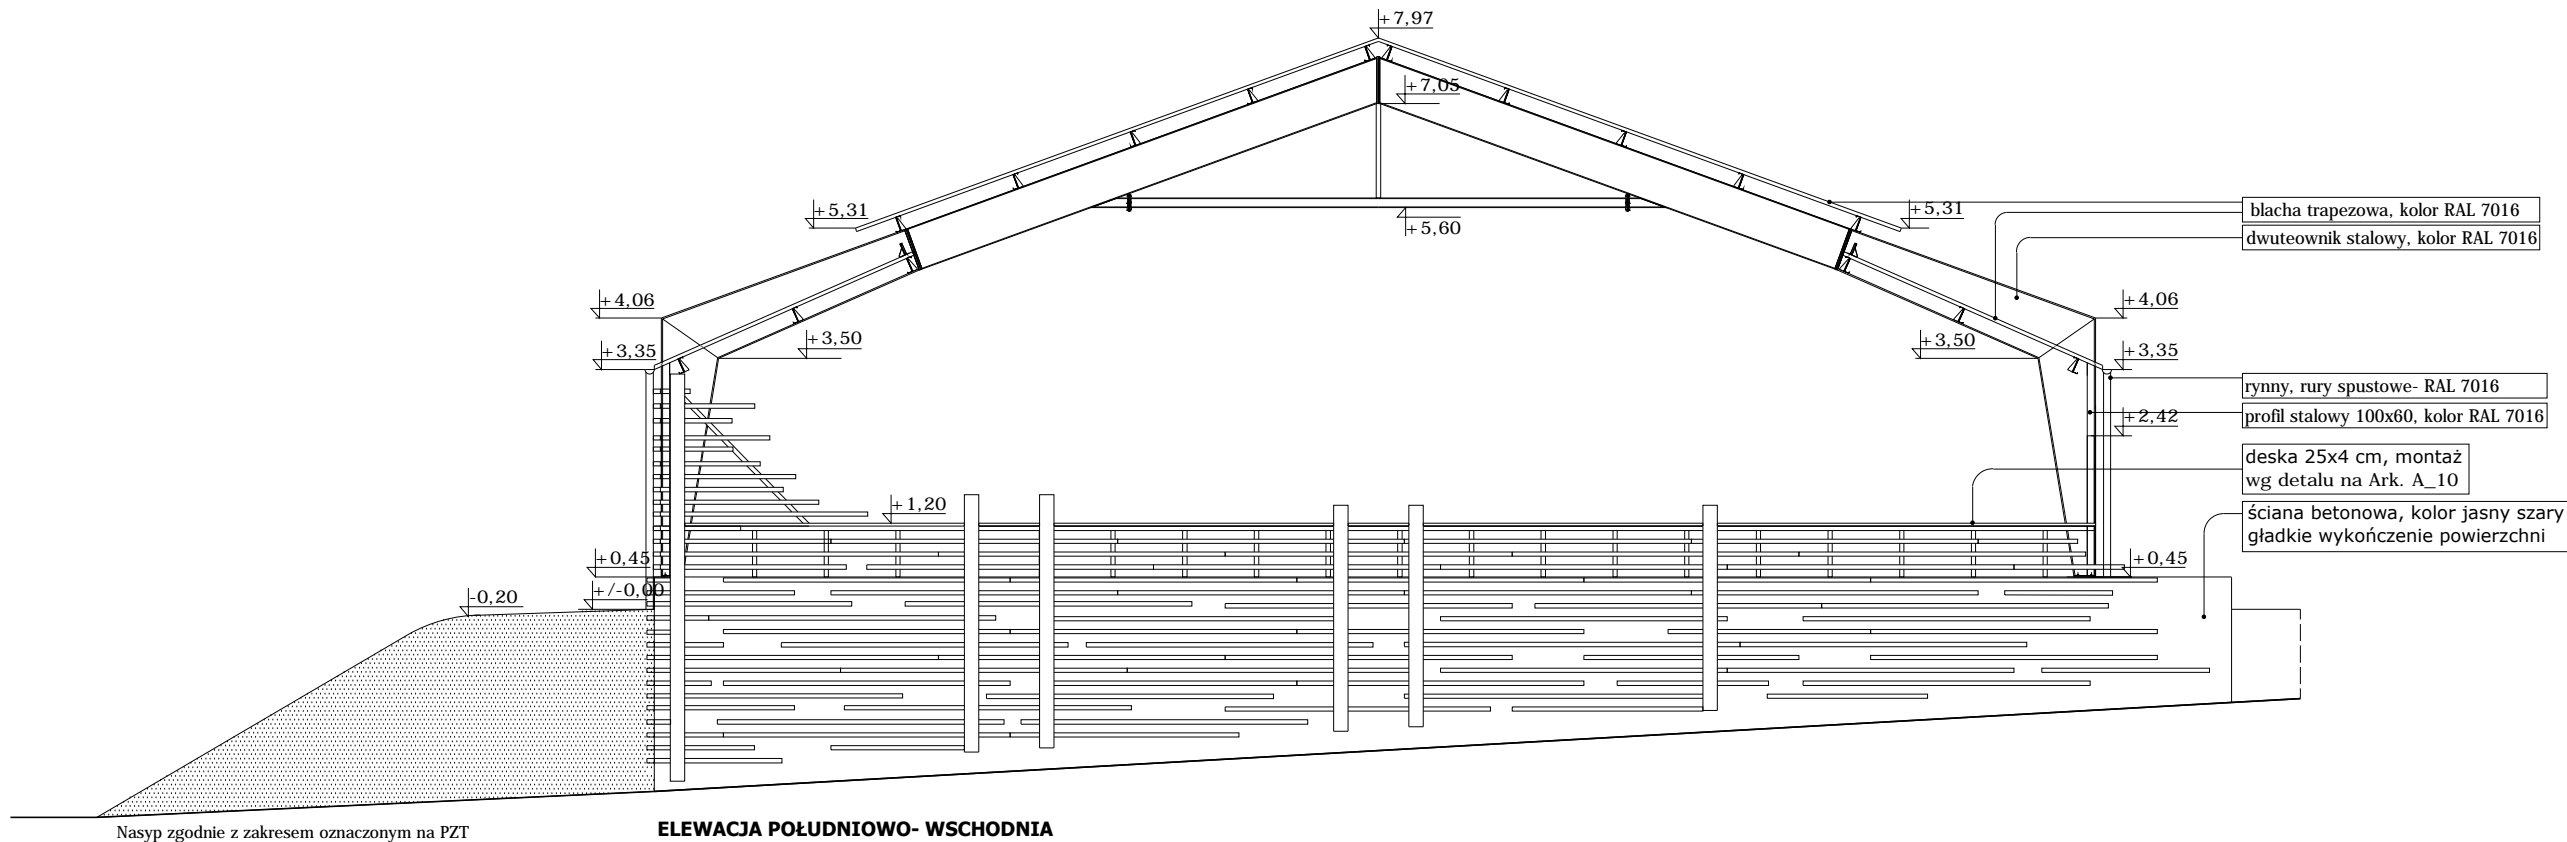 +7,97
+7,05
+5,31
+5,31
+5,60
blacha trapezowa, kolor RAL 7016
dwuteownik stalowy, kolor RAL 7016
+4,06
+4,06
+3,50
+3,50
+3,35
+3,35
rynny, rury spustowe- RAL 7016
profil stalowy 100x60, kolor RAL 7016
+2,42
deska 25x4 cm, montaż
wg detalu na Ark. A_10
+1,20
ściana betonowa, kolor jasny szary
gładkie wykończenie powierzchni
+0,45
+0,45
+/-0,00
-0,20
Nasyp zgodnie z zakresem oznaczonym na PZT
ELEWACJA POŁUDNIOWO- WSCHODNIA